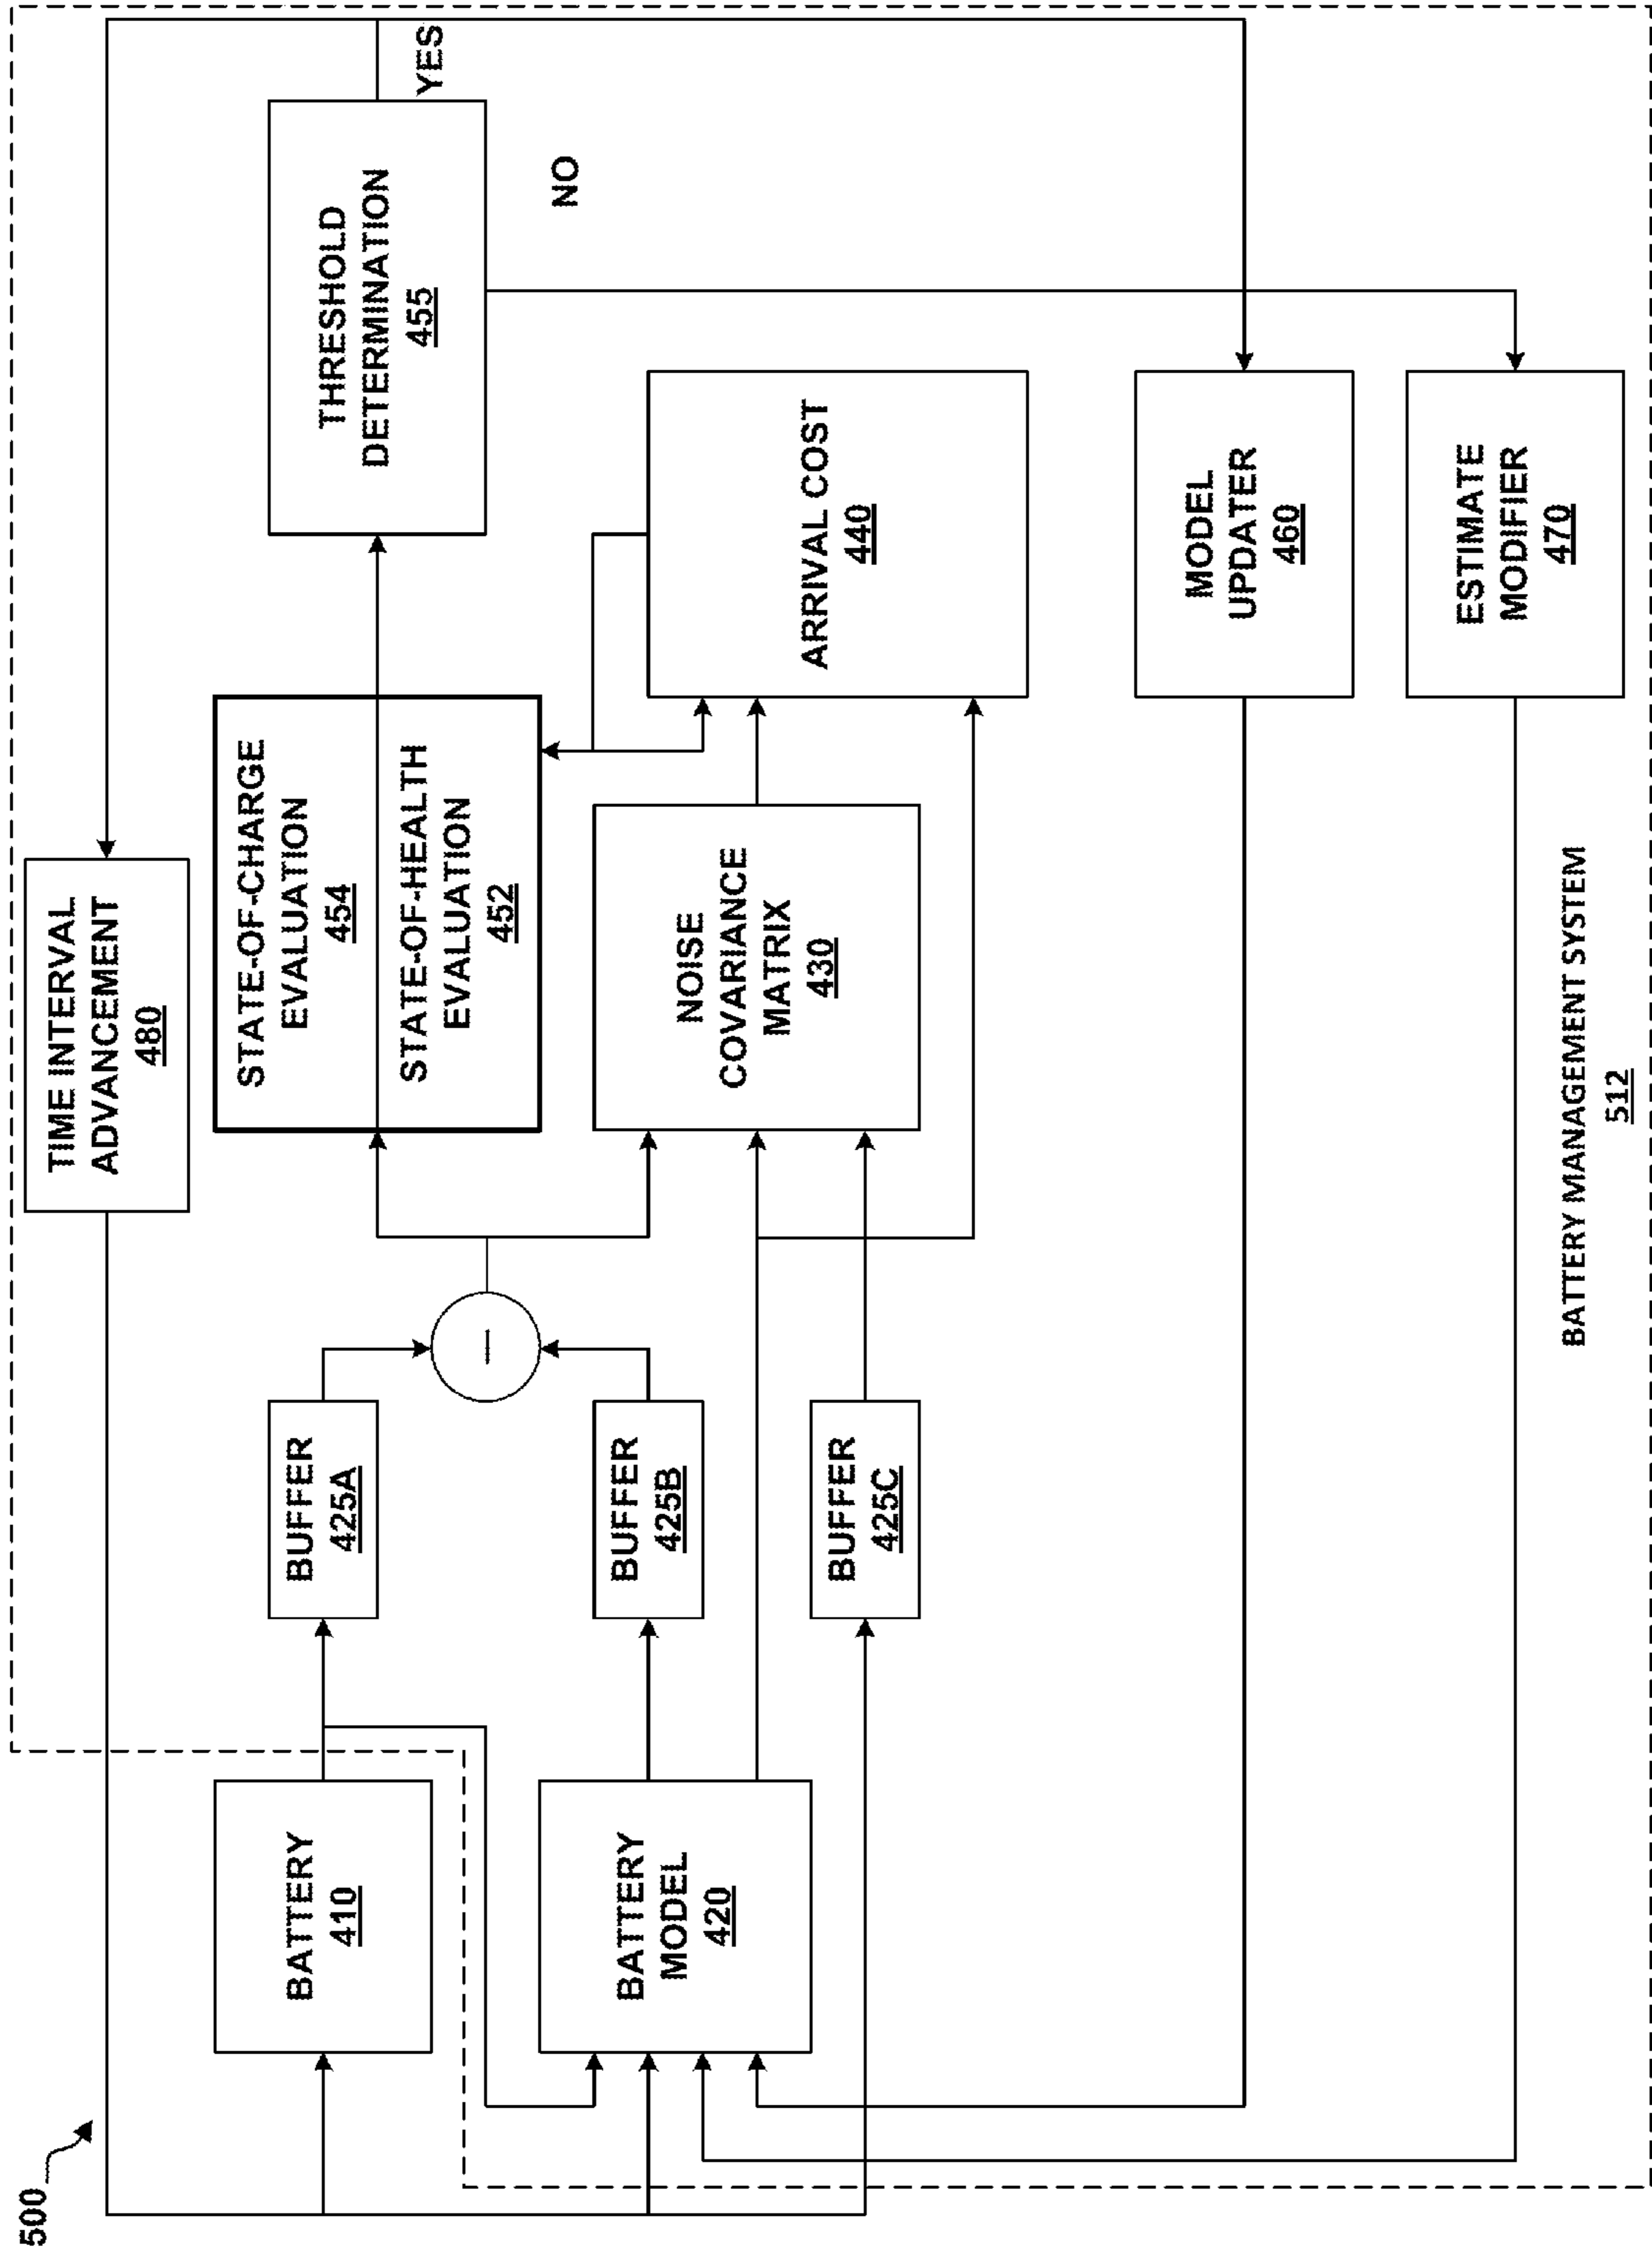 500
BATTERY
410
BATTERY
MODEL
420
BUFFER
425A
BUFFER
425B
BUFFER
425C
—
TIME INTERVAL
ADVANCEMENT
480
STATE-OF-CHARGE
EVALUATION
454
STATE-OF-HEALTH
EVALUATION
452
NOISE
COVARIANCE
MATRIX
430
ARRIVAL COST
440
THRESHOLD
DETERMINATION
455
YES
NO
MODEL
UPDATER
460
ESTIMATE
MODIFIER
470
BATTERY MANAGEMENT SYSTEM
512